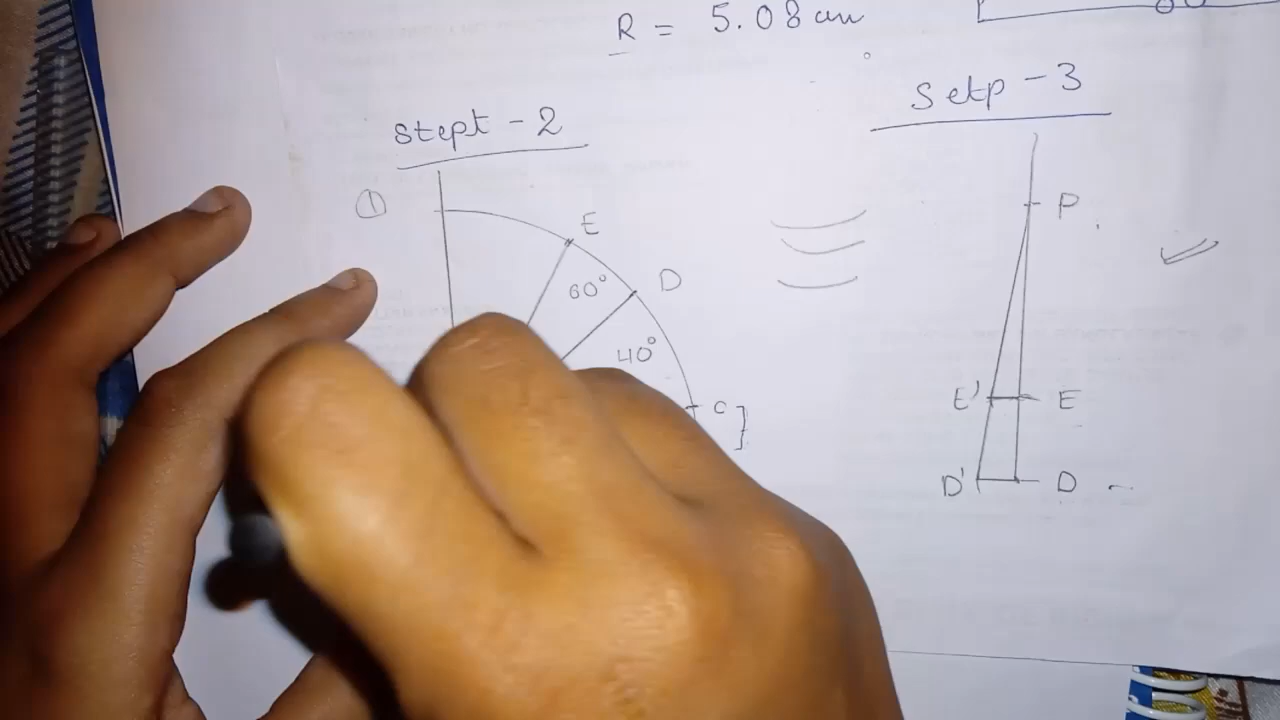 R = 5.08 cm
Stept - 2
Setp - 3
①
E
60°
D
40°
C ]
P
E' E
D' D